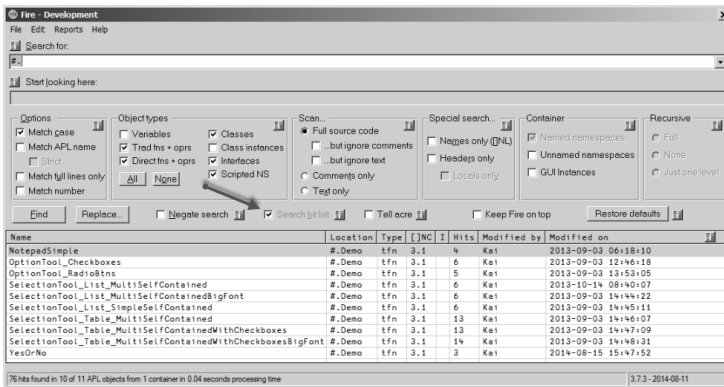 Fire - Development
File Edit Reports Help
Search for:
#.
Start looking here:
Options
Match case
Match APL name
Strict
Match full lines only
Match number
Object types
Variables
Trad fns + oprs
Direct fns + oprs
All None
Classes
Class instances
Interfaces
Scripted NS
Scan...
Full source code
...but ignore comments
...but ignore text
Comments only
Text only
Special search...
Names only (⎕NL)
Headers only
Locals only
Container
Named namespaces
Unnamed namespaces
GUI Instances
Recursive
Full
None
Just one level
Find Replace... Negate search Search hit list Tell acre Keep Fire on top Restore defaults
Name Location Type []NC I Hits Modified by Modified on
NotepadSimple #.Demo tfn 3.1 4 Kai 2013-09-03 06:18:10
OptionTool_Checkboxes #.Demo tfn 3.1 6 Kai 2013-09-03 12:46:18
OptionTool_RadioBtns #.Demo tfn 3.1 5 Kai 2013-09-03 13:53:05
SelectionTool_List_MultiSelfContained #.Demo tfn 3.1 6 Kai 2013-10-14 08:40:07
SelectionTool_List_MultiSelfContainedBigFont #.Demo tfn 3.1 6 Kai 2013-09-03 14:44:22
SelectionTool_List_SimpleSelfContained #.Demo tfn 3.1 6 Kai 2013-09-03 14:45:11
SelectionTool_Table_MultiSelfContained #.Demo tfn 3.1 13 Kai 2013-09-03 14:46:07
SelectionTool_Table_MultiSelfContainedWithCheckboxes #.Demo tfn 3.1 13 Kai 2013-09-03 14:47:09
SelectionTool_Table_MultiSelfContainedWithCheckboxesBigFont #.Demo tfn 3.1 14 Kai 2013-09-03 14:48:31
YesOrNo #.Demo tfn 3.1 3 Kai 2014-08-15 15:47:52
76 hits found in 10 of 11 APL objects from 1 container in 0.04 seconds processing time 3.7.3 - 2014-08-11